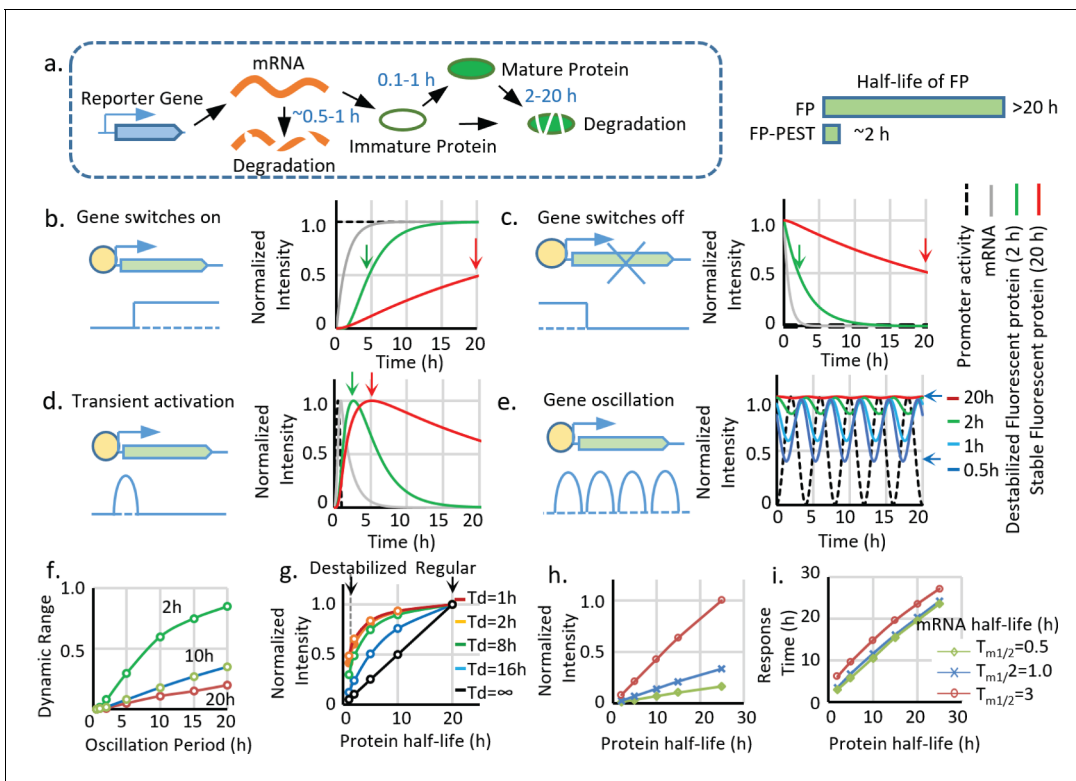 a.
mRNA
Reporter Gene
~0.5-1 h
Degradation
0.1-1 h
Immature Protein
Mature Protein
2-20 h
Degradation
Half-life of FP
FP
>20 h
FP-PEST
~2 h
b.
Gene switches on
Normalized
Intensity
1.0
0.5
0
0 5 10 15 20
Time (h)
c.
Gene switches off
Normalized
Intensity
1.0
0.5
0
0 5 10 15 20
Time (h)
Promoter activity
mRNA
Destabilized Fluorescent protein (2 h)
Stable Fluorescent protein (20 h)
d.
Transient activation
Normalized
Intensity
1.0
0.5
0
0 5 10 15 20
Time (h)
e.
Gene oscillation
Normalized
Intensity
1.0
0.5
0
0 5 10 15 20
Time (h)
20h
2h
1h
0.5h
f.
Dynamic Range
1.0
0.5
2h
10h
20h
0 5 10 15 20
Oscillation Period (h)
g.
Destabilized Regular
Normalized
Intensity
1.0
0.5
0
0 10 20
Protein half-life (h)
Td=1h
Td=2h
Td=8h
Td=16h
Td=∞
h.
Normalized
Intensity
1.0
0.5
0
0 10 20 30
Protein half-life (h)
i.
Response
Time (h)
30
20
10
0
0 10 20 30
Protein half-life (h)
mRNA half-life (h)
Tm1/2=0.5
Tm1/2=1.0
Tm1/2=3